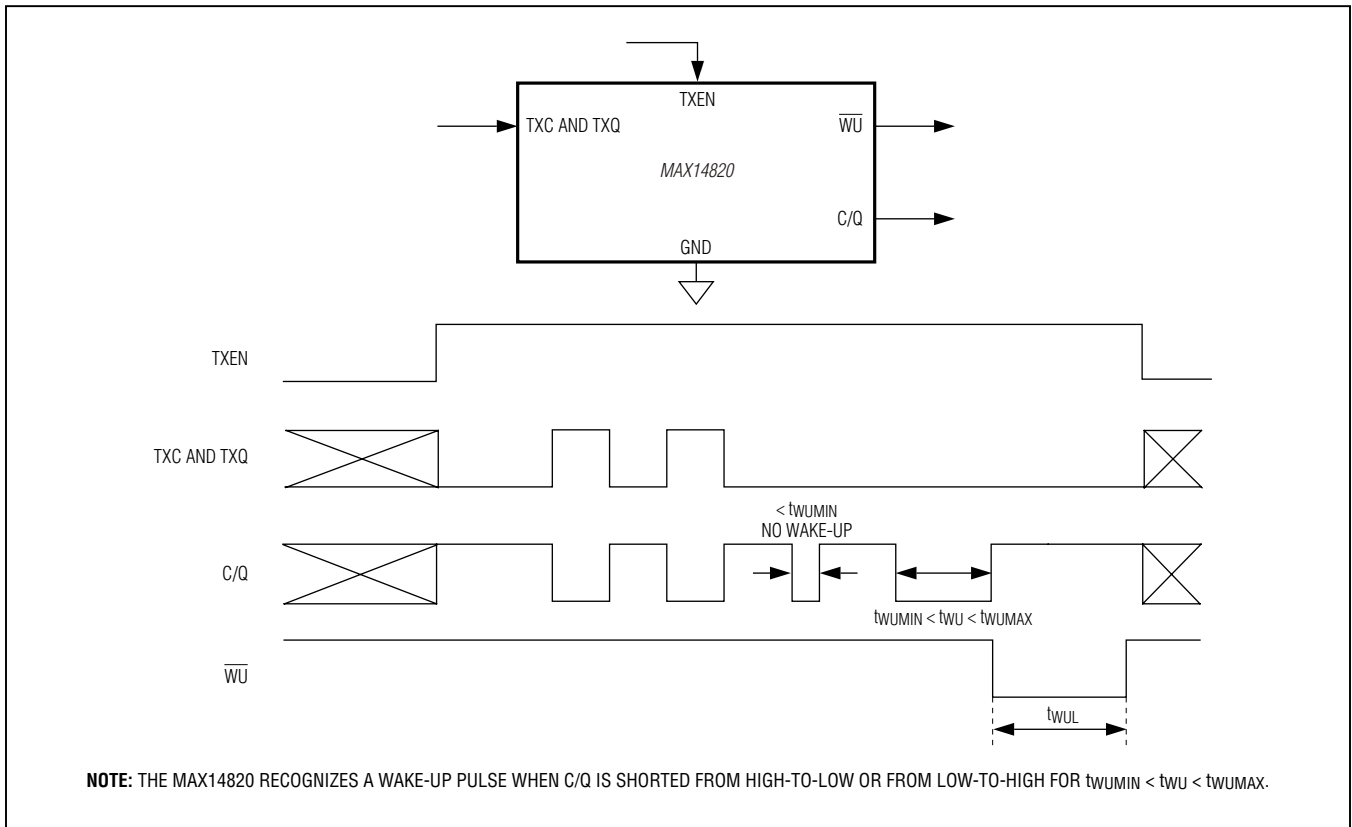 TXEN
TXC AND TXQ
W̅U̅
MAX14820
C/Q
GND
TXEN
TXC AND TXQ
< tWUMIN
NO WAKE-UP
C/Q
tWUMIN < tWU < tWUMAX
W̅U̅
tWUL
NOTE: THE MAX14820 RECOGNIZES A WAKE-UP PULSE WHEN C/Q IS SHORTED FROM HIGH-TO-LOW OR FROM LOW-TO-HIGH FOR tWUMIN < tWU < tWUMAX.